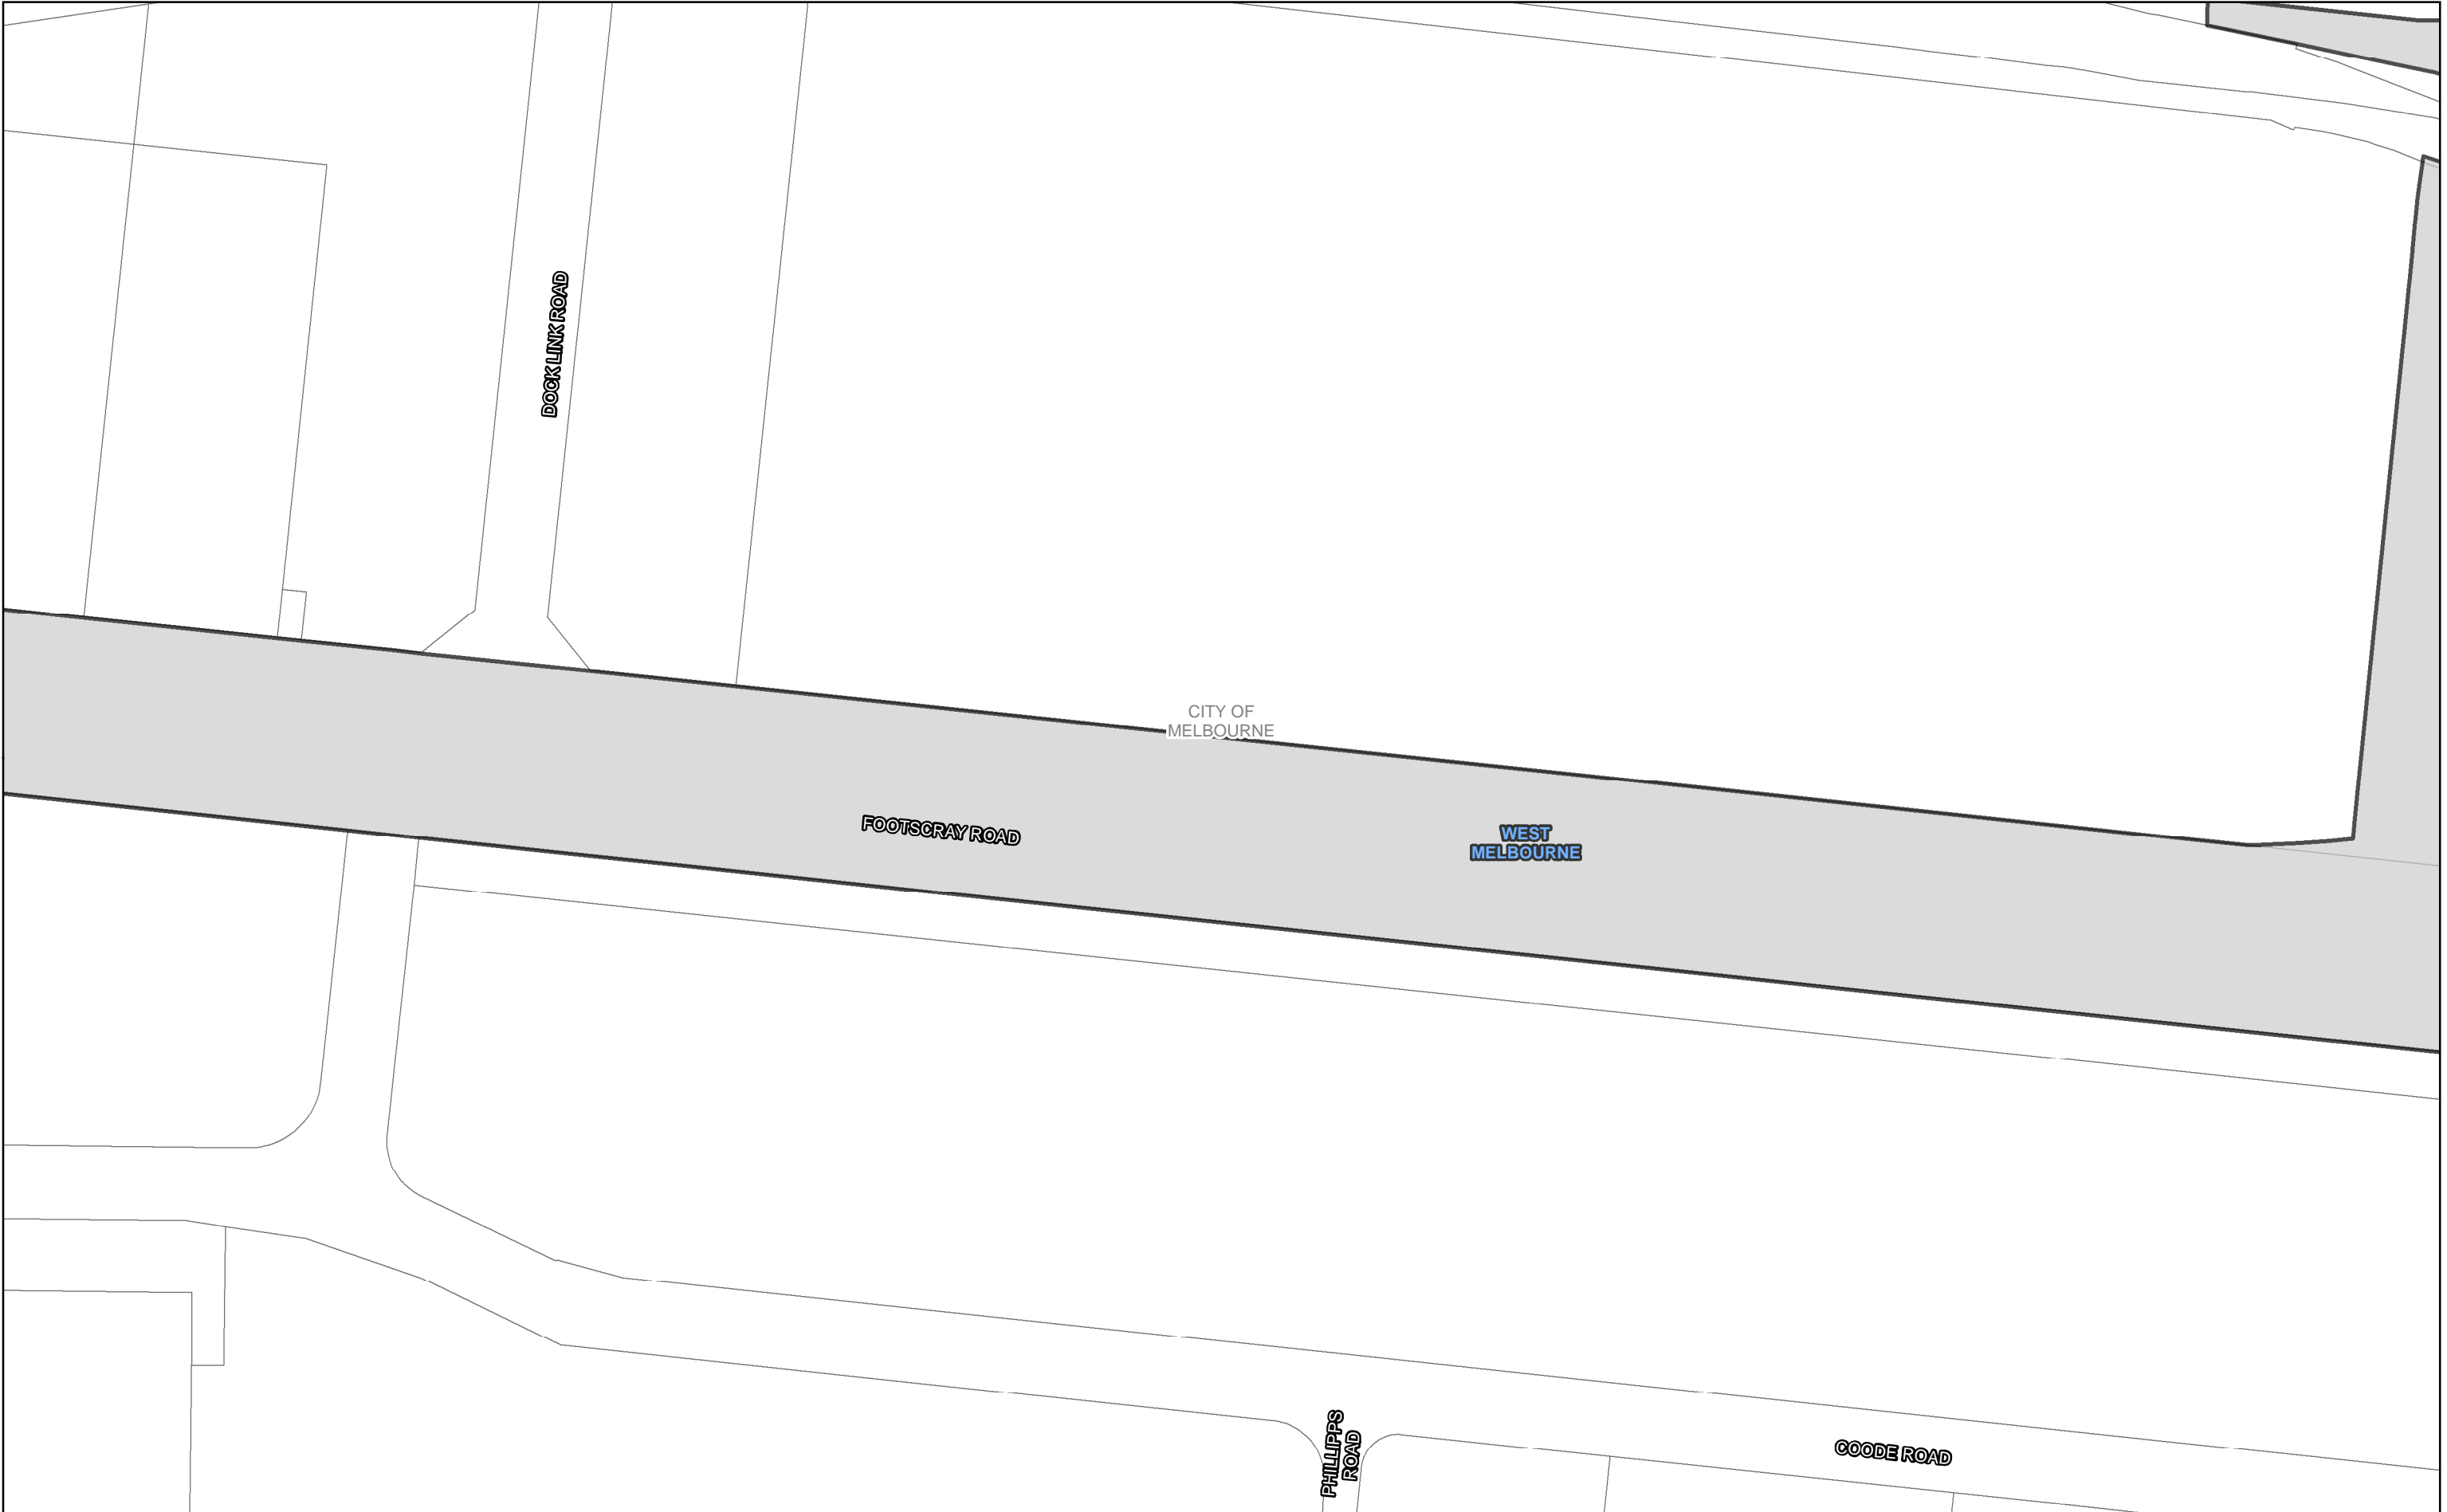 DOCK LINK ROAD
CITY OF
MELBOURNE
FOOTSCRAY ROAD
WEST
MELBOURNE
PHILLIPPS
ROAD
COODE ROAD